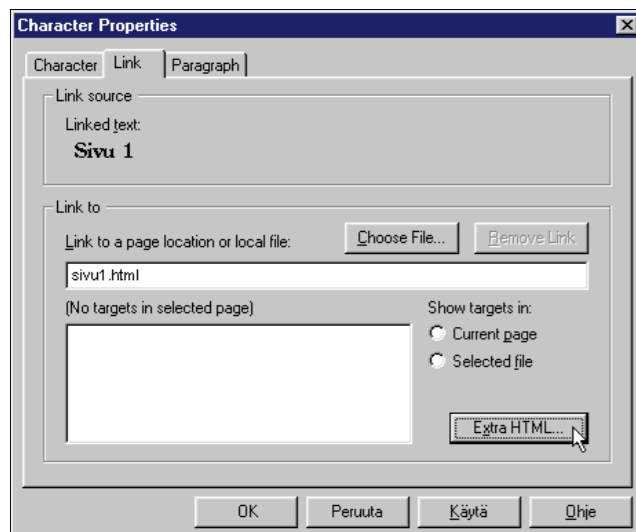 Character Properties
Character Link Paragraph
Link source
Linked text:
Sivu 1
Link to
Link to a page location or local file: Choose File... Remove Link
sivu1.html
(No targets in selected page) Show targets in:
Current page
Selected file
Extra HTML...
OK Peruuta Käytä Ohje